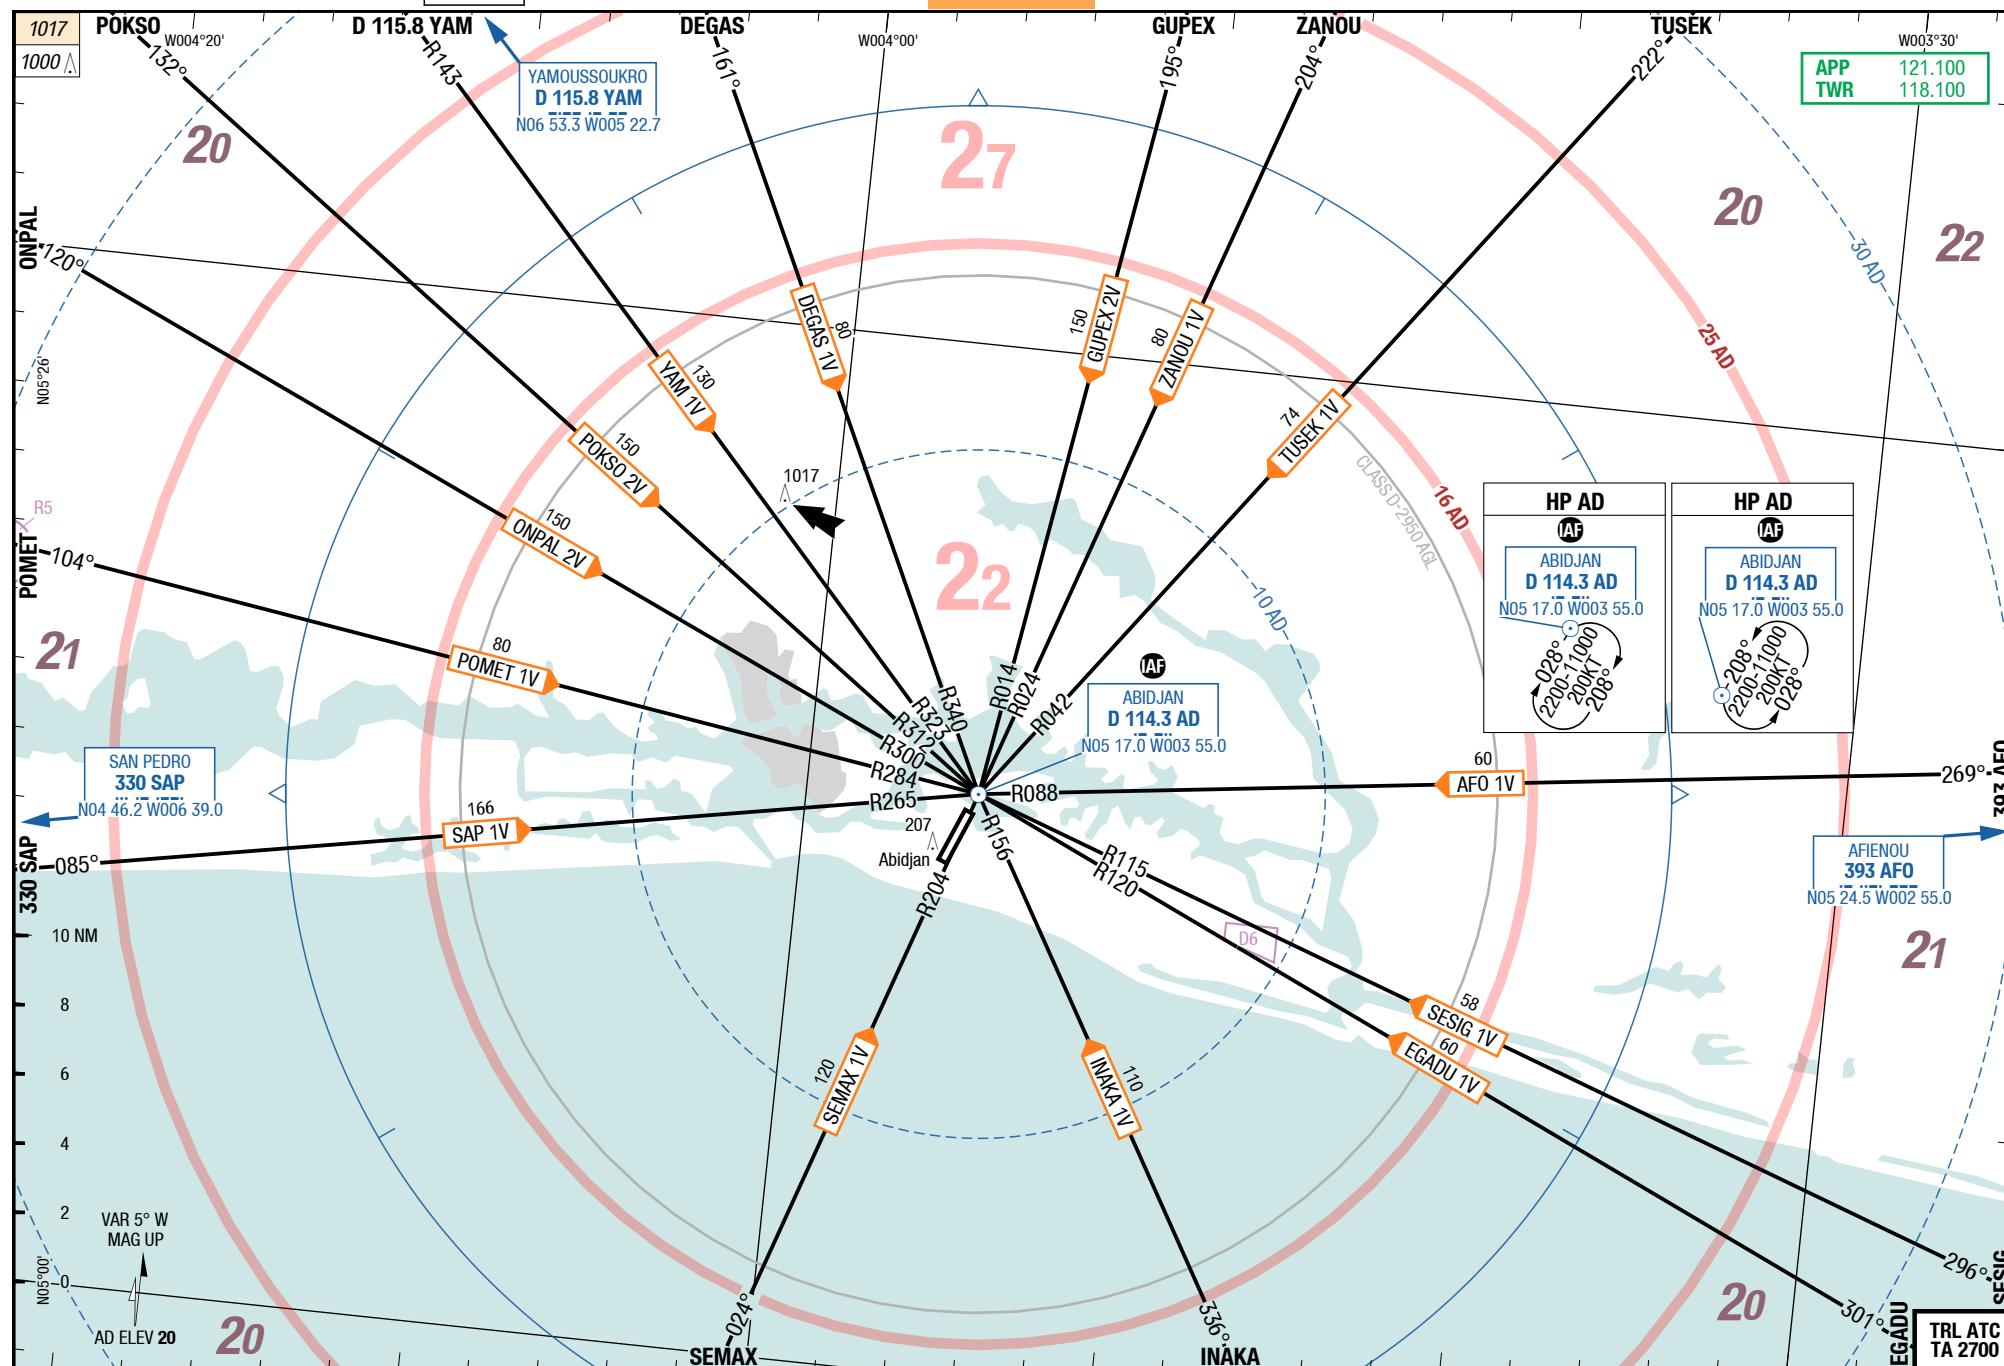 1017
1000
POKSO
W004°20'
D 115.8 YAM
DEGAS
W004°00'
GUPEX
ZANOU
TUSEK
W003°30'
132°
R143
161°
195°
204°
222°
APP 121.100
TWR 118.100
YAMOUSSOUKRO
D 115.8 YAM
N06 53.3 W005 22.7
20
27
20
22
30 AD
ONPAL
120°
N05°26'
DEGAS 1V
80
150
GUPEX 2V
80
ZANOU 1V
25 AD
YAM 1V
130
74
TUSEK 1V
POKSO 2V
150
CLASS D-2950 AGL
16 AD
1017
R5
ONPAL 2V
150
POMET
104°
22
10 AD
HP AD
IAF
ABIDJAN
D 114.3 AD
N05 17.0 W003 55.0
028°
2200-11000
200KT
208°
HP AD
IAF
ABIDJAN
D 114.3 AD
N05 17.0 W003 55.0
208°
2200-11000
200KT
028°
21
80
POMET 1V
R340
R323
R312
R300
R284
R265
R014
R024
R042
IAF
ABIDJAN
D 114.3 AD
N05 17.0 W003 55.0
SAN PEDRO
330 SAP
N04 46.2 W006 39.0
166
SAP 1V
R088
60
AFO 1V
269°
393 AFO
330 SAP
085°
207
Abidjan
R204
R156
R115
R120
AFIENOU
393 AFO
N05 24.5 W002 55.0
D6
21
10 NM
8
6
4
2
0
58
SESIG 1V
60
EGADU 1V
120
SEMAX 1V
INAKA 1V
110
VAR 5° W
MAG UP
N05°00'
AD ELEV 20
20
024°
SEMAX
336°
INAKA
20
296°
SESIG
301°
EGADU
TRL ATC
TA 2700